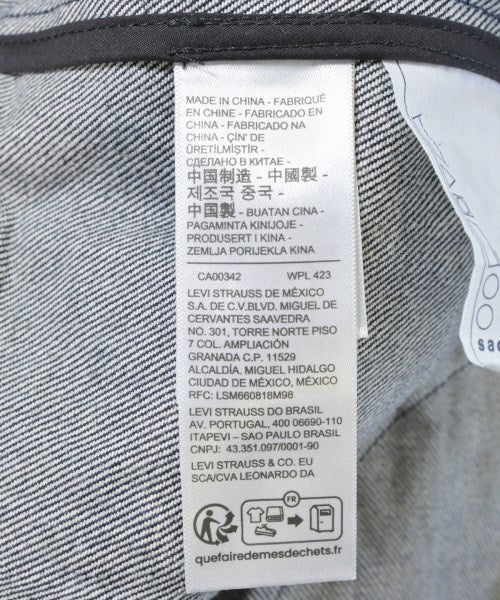 MADE IN CHINA - FABRIQUÉ
EN CHINE - FABRICADO EN
CHINA - FABRICADO NA
CHINA - ÇİN' DE
ÜRETİLMİŞTİR -
СДЕЛАНО В КИТАЕ -
中国制造 - 中國製 -
제조국 중국 -
中国製 - BUATAN CINA -
PAGAMINTA KINIJOJE -
PRODUSERT I KINA -
ZEMLJA PORIJEKLA KINA
CA00342 WPL 423
LEVI STRAUSS DE MÉXICO
S.A. DE C.V.BLVD. MIGUEL DE
CERVANTES SAAVEDRA
NO. 301, TORRE NORTE PISO
7 COL. AMPLIACIÓN
GRANADA C.P. 11529
ALCALDÍA. MIGUEL HIDALGO
CIUDAD DE MÉXICO, MÉXICO
RFC: LSM660818M98
LEVI STRAUSS DO BRASIL
AV. PORTUGAL, 400 06690-110
ITAPEVI – SAO PAULO BRASIL
CNPJ: 43.351.097/0001-90
LEVI STRAUSS & CO. EU
SCA/CVA LEONARDO DA
FR
quefairedemesdechets.fr